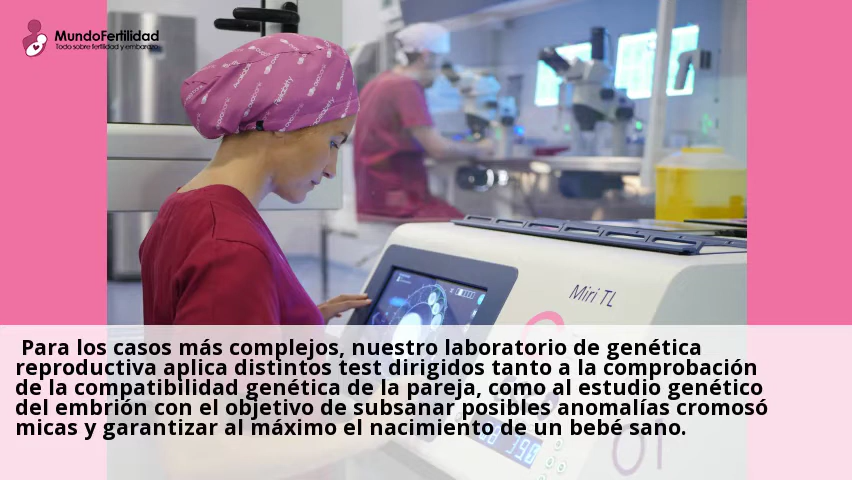 MundoFertilidad
Todo sobre fertilidad y embarazo
Miri TL
Para los casos más complejos, nuestro laboratorio de genética
reproductiva aplica distintos test dirigidos tanto a la comprobación
de la compatibilidad genética de la pareja, como al estudio genético
del embrión con el objetivo de subsanar posibles anomalías cromosó
micas y garantizar al máximo el nacimiento de un bebé sano.